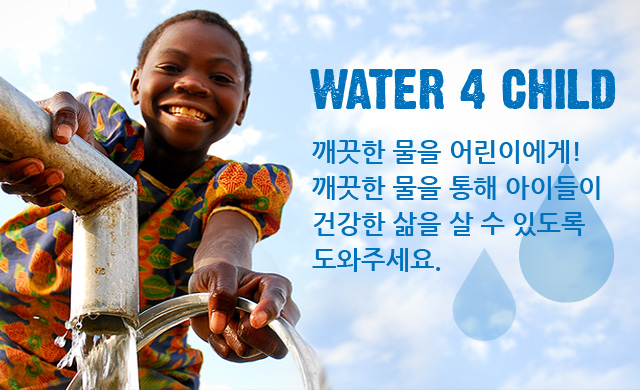 WATER 4 CHILD
깨끗한 물을 어린이에게!
깨끗한 물을 통해 아이들이
건강한 삶을 살 수 있도록
도와주세요.